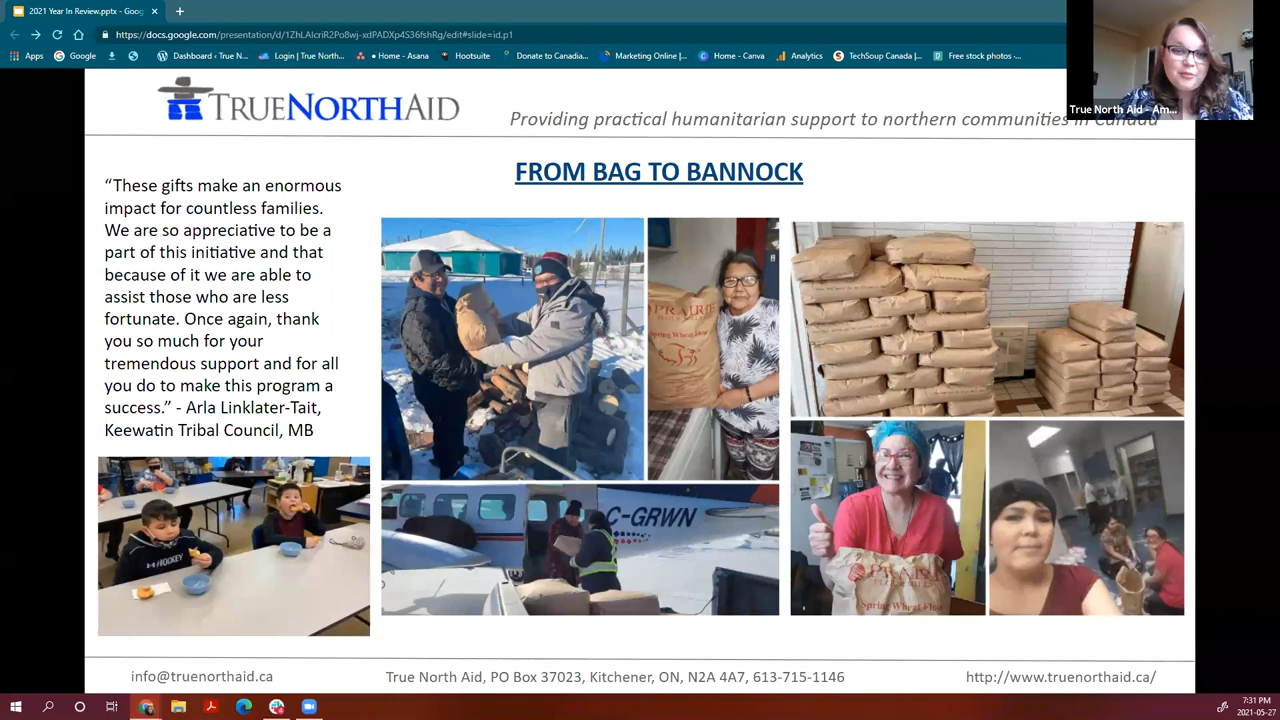 2021 Year In Review.pptx - Goog
https://docs.google.com/presentation/d/1ZhLAlcriR2Po8wj-xdPADXp4S36fshRg/edit#slide=id.p1
Apps
Google
Dashboard ‹ True N...
Login | True North...
• Home - Asana
Hootsuite
Donate to Canadia...
Marketing Online |...
Home - Canva
Analytics
TechSoup Canada |...
Free stock photos -...
True North Aid - Am...
TRUENORTHAID
Providing practical humanitarian support to northern communities in Canada
FROM BAG TO BANNOCK
“These gifts make an enormous
impact for countless families.
We are so appreciative to be a
part of this initiative and that
because of it we are able to
assist those who are less
fortunate. Once again, thank
you so much for your
tremendous support and for all
you do to make this program a
success.” - Arla Linklater-Tait,
Keewatin Tribal Council, MB
PRAIRIE
Spring Wheat Flour
C-GRWN
HOCKEY
PRAIRIE
Spring Wheat Flour
info@truenorthaid.ca
True North Aid, PO Box 37023, Kitchener, ON, N2A 4A7, 613-715-1146
http://www.truenorthaid.ca/
7:31 PM
2021-05-27